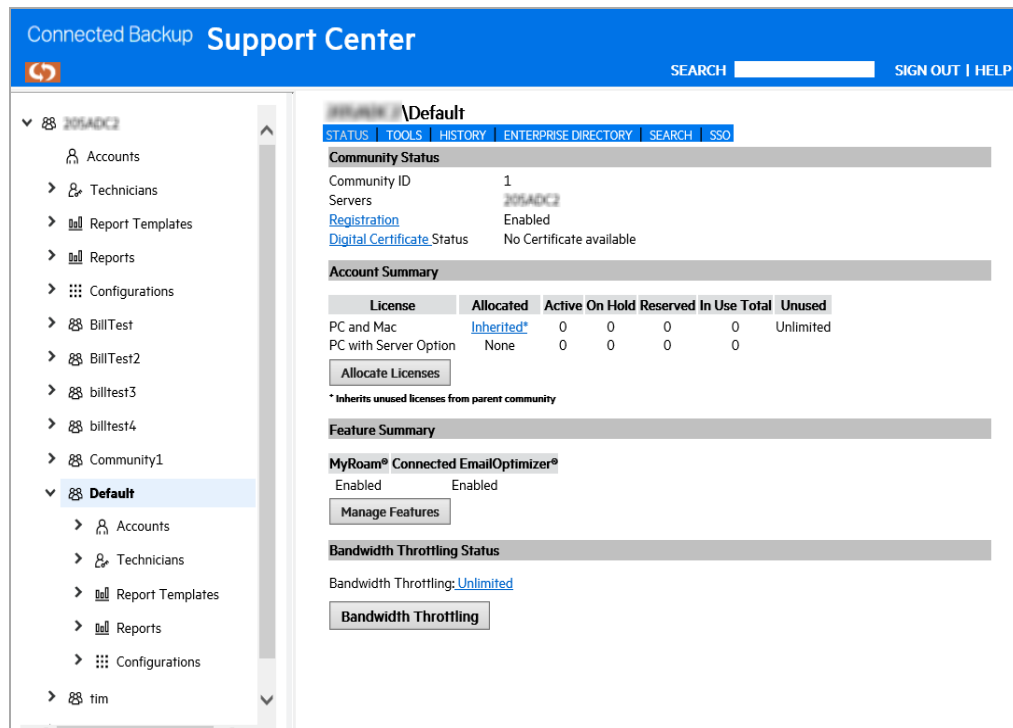 Connected Backup Support Center
SEARCH SIGN OUT | HELP
Accounts
Technicians
Report Templates
Reports
Configurations
BillTest
BillTest2
billtest3
billtest4
Community1
Default
Accounts
Technicians
Report Templates
Reports
Configurations
tim
\Default
STATUS | TOOLS | HISTORY | ENTERPRISE DIRECTORY | SEARCH | SSO
Community Status
Community ID 1
Servers
Registration Enabled
Digital Certificate Status No Certificate available
Account Summary
License Allocated Active On Hold Reserved In Use Total Unused
PC and Mac Inherited* 0 0 0 0 Unlimited
PC with Server Option None 0 0 0 0
Allocate Licenses
* Inherits unused licenses from parent community
Feature Summary
MyRoam® Connected EmailOptimizer®
Enabled Enabled
Manage Features
Bandwidth Throttling Status
Bandwidth Throttling: Unlimited
Bandwidth Throttling